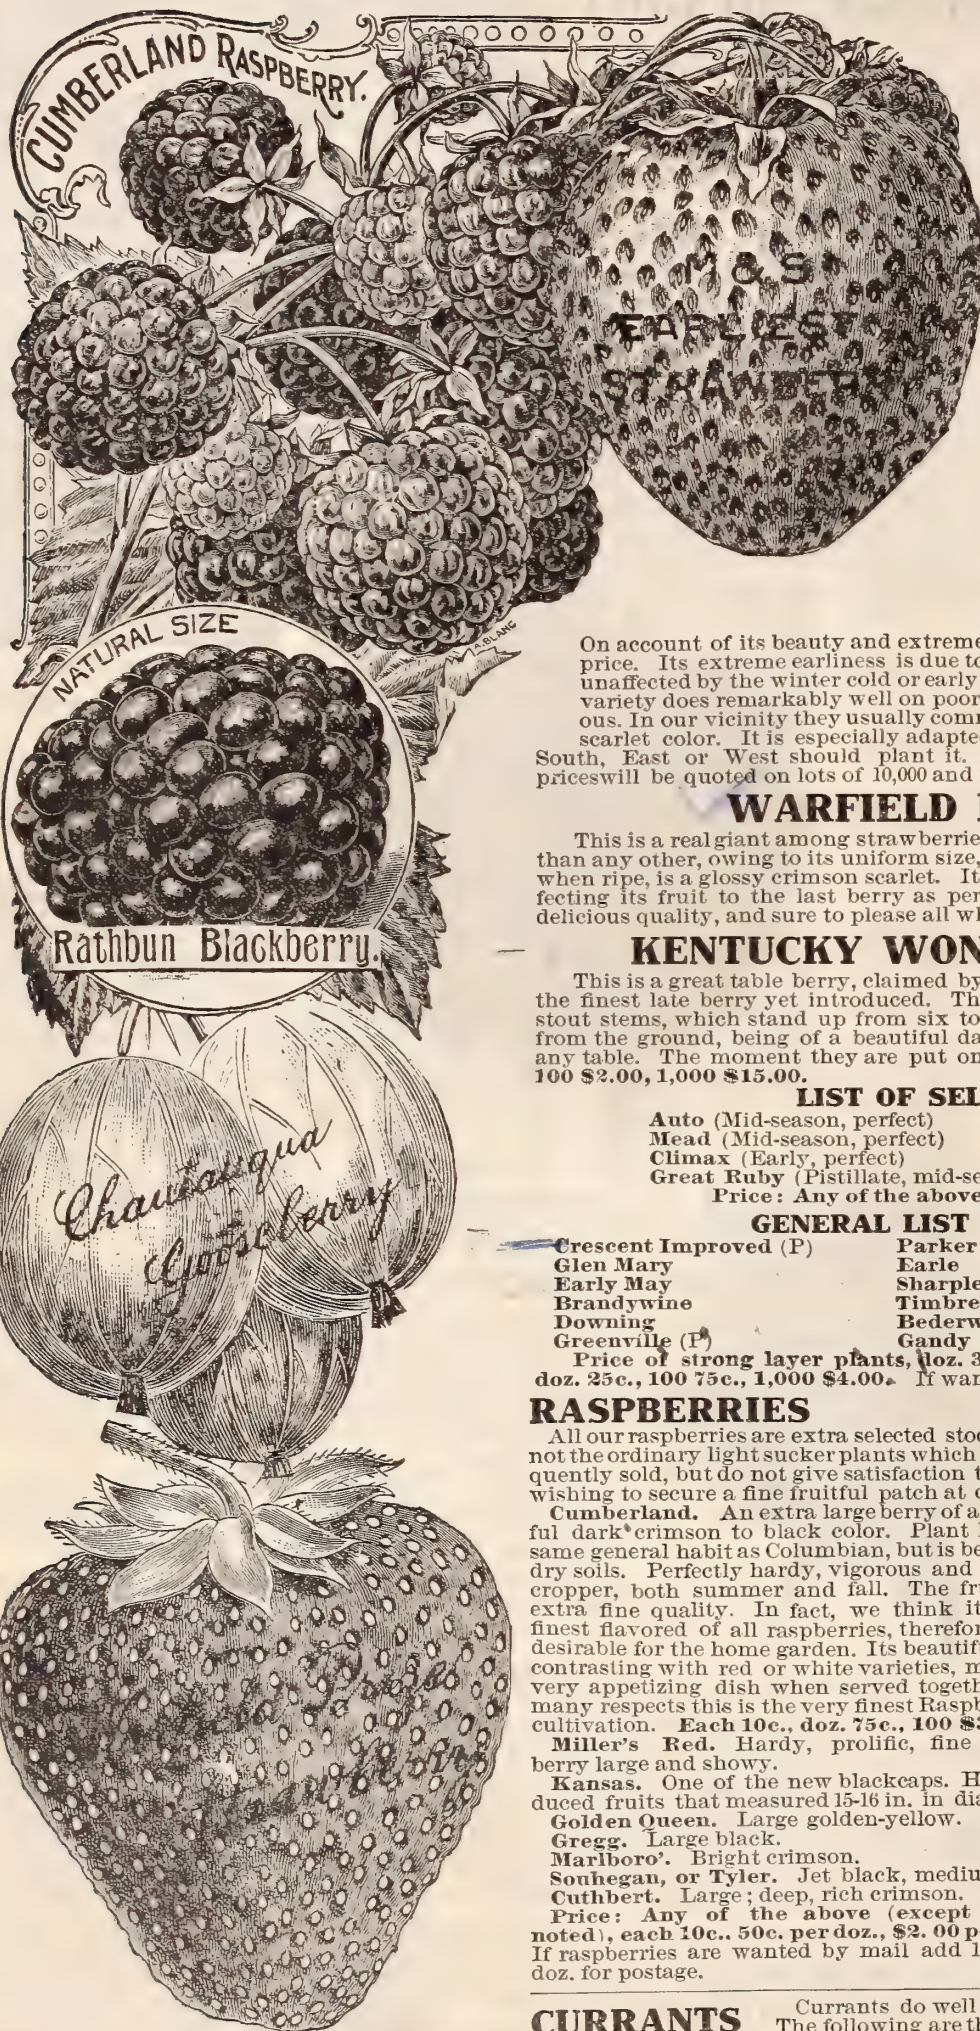 CUMBERLAND RASPBERRY.
M & S
EARLIEST
A. BLANC
NATURAL SIZE
Rathbun Blackberry.
Chautauqua
Gooseberry
On account of its beauty and extreme
price. Its extreme earliness is due to
unaffected by the winter cold or early
variety does remarkably well on poor
ous. In our vicinity they usually com
scarlet color. It is especially adapte
South, East or West should plant it.
priceswill be quoted on lots of 10,000 and
WARFIELD
This is a real giant among strawberrie
than any other, owing to its uniform size,
when ripe, is a glossy crimson scarlet. It
fecting its fruit to the last berry as per
delicious quality, and sure to please all w
KENTUCKY WON
This is a great table berry, claimed by
the finest late berry yet introduced. Th
stout stems, which stand up from six to
from the ground, being of a beautiful da
any table. The moment they are put on
100 $2.00, 1,000 $15.00.
LIST OF SEL
Auto (Mid-season, perfect)
Mead (Mid-season, perfect)
Climax (Early, perfect)
Great Ruby (Pistillate, mid-se
Price: Any of the above
GENERAL LIST
Crescent Improved (P) Parker
Glen Mary Earle
Early May Sharple
Brandywine Timbre
Downing Bederw
Greenville (P) Gandy
Price of strong layer plants, doz. 3
doz. 25c., 100 75c., 1,000 $4.00. If wan
RASPBERRIES
All our raspberries are extra selected stoc
not the ordinary light sucker plants which
quently sold, but do not give satisfaction t
wishing to secure a fine fruitful patch at o
Cumberland. An extra large berry of a
ful dark crimson to black color. Plant
same general habit as Columbian, but is be
dry soils. Perfectly hardy, vigorous and
cropper, both summer and fall. The fr
extra fine quality. In fact, we think it
finest flavored of all raspberries, therefor
desirable for the home garden. Its beautif
contrasting with red or white varieties, m
very appetizing dish when served togeth
many respects this is the very finest Raspb
cultivation. Each 10c., doz. 75c., 100 $
Miller's Red. Hardy, prolific, fine
berry large and showy.
Kansas. One of the new blackcaps. H
duced fruits that measured 15-16 in. in dia
Golden Queen. Large golden-yellow.
Gregg. Large black.
Marlboro'. Bright crimson.
Souhegan, or Tyler. Jet black, mediu
Cuthbert. Large; deep, rich crimson.
Price: Any of the above (except
noted), each 10c.. 50c. per doz., $2. 00 p
If raspberries are wanted by mail add 1
doz. for postage.
CURRANTS Currants do well
The following are t